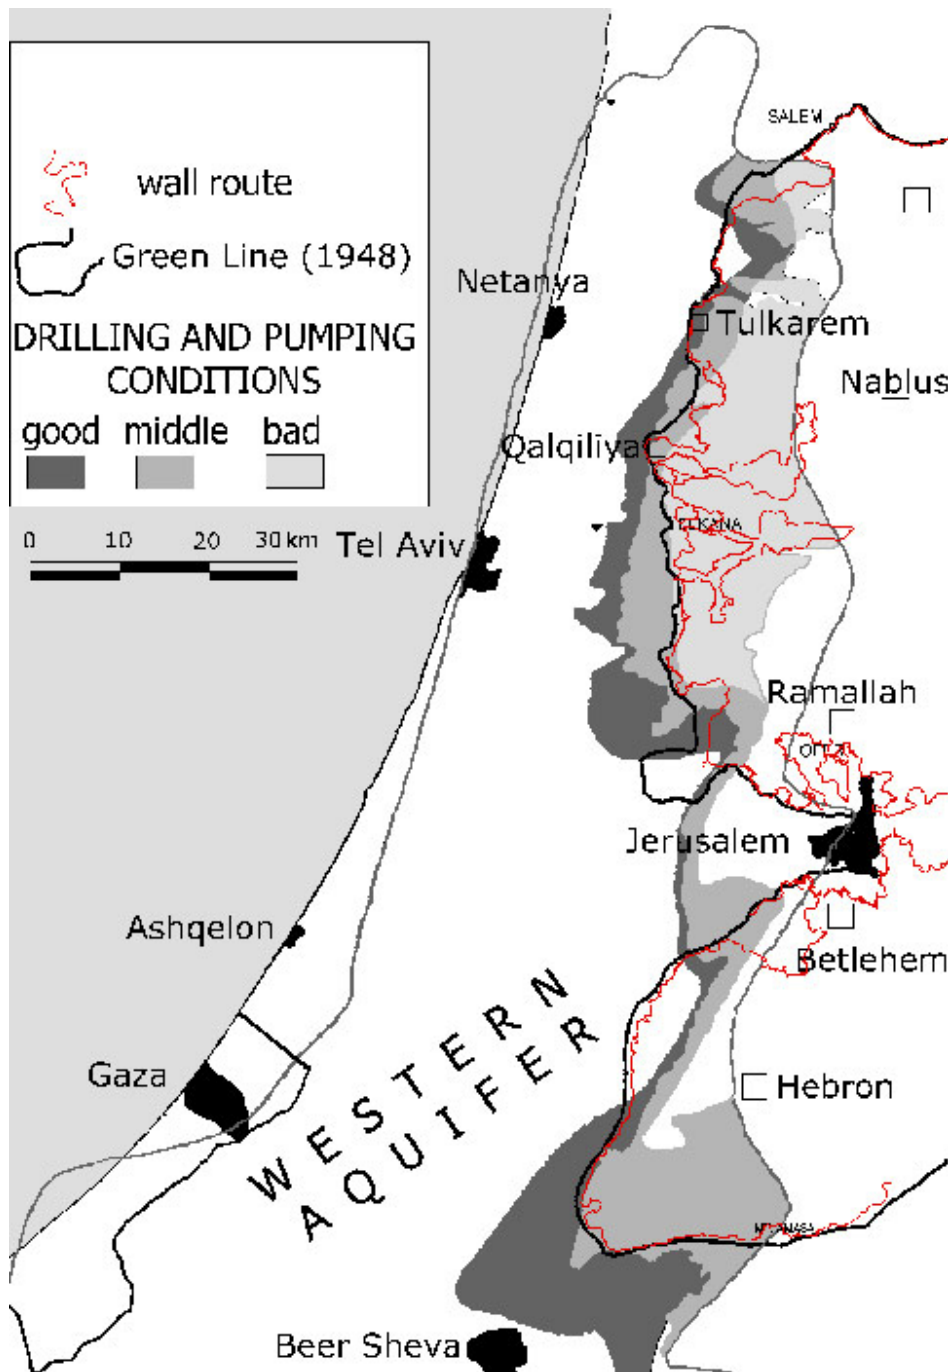 wall route
Green Line (1948)
DRILLING AND PUMPING
CONDITIONS
good middle bad
0 10 20 30 km
SALEM
Netanya
Tulkarem
Nablus
Qalqiliya
Tel Aviv
Ramallah
Jerusalem
Ashqelon
Betlehem
WESTERN
AQUIFER
Gaza
Hebron
Beer Sheva